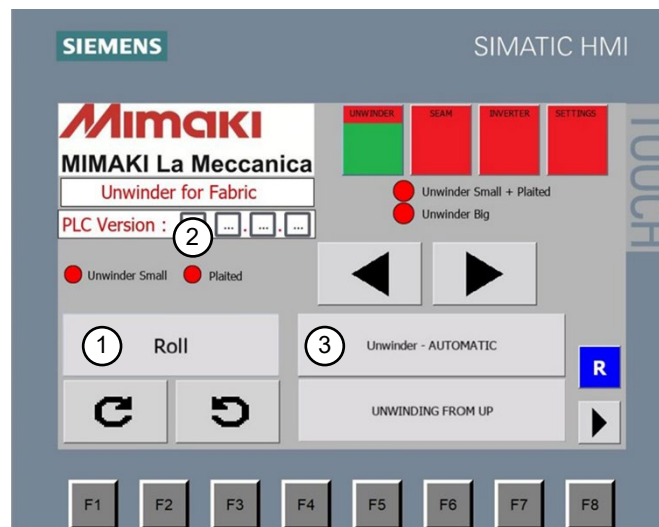 SIEMENS
SIMATIC HMI
TOUCH
Mimaki
MIMAKI La Meccanica
Unwinder for Fabric
PLC Version : ... . ... . ...
2
UNWINDER
SEAM
INVERTER
SETTINGS
Unwinder Small + Plaited
Unwinder Big
Unwinder Small
Plaited
1
Roll
3
Unwinder - AUTOMATIC
UNWINDING FROM UP
R
F1
F2
F3
F4
F5
F6
F7
F8